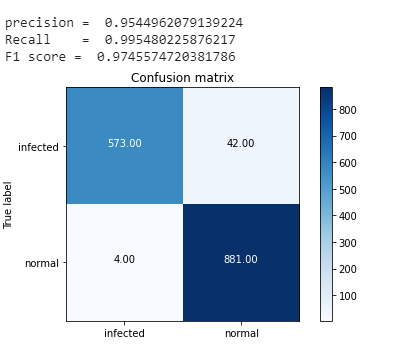 precision =  0.9544962079139224
Recall    =  0.995480225876217
F1 score =  0.9745574720381786
Confusion matrix
infected 573.00 42.00
normal 4.00 881.00
True label
infected normal
800
700
600
500
400
300
200
100